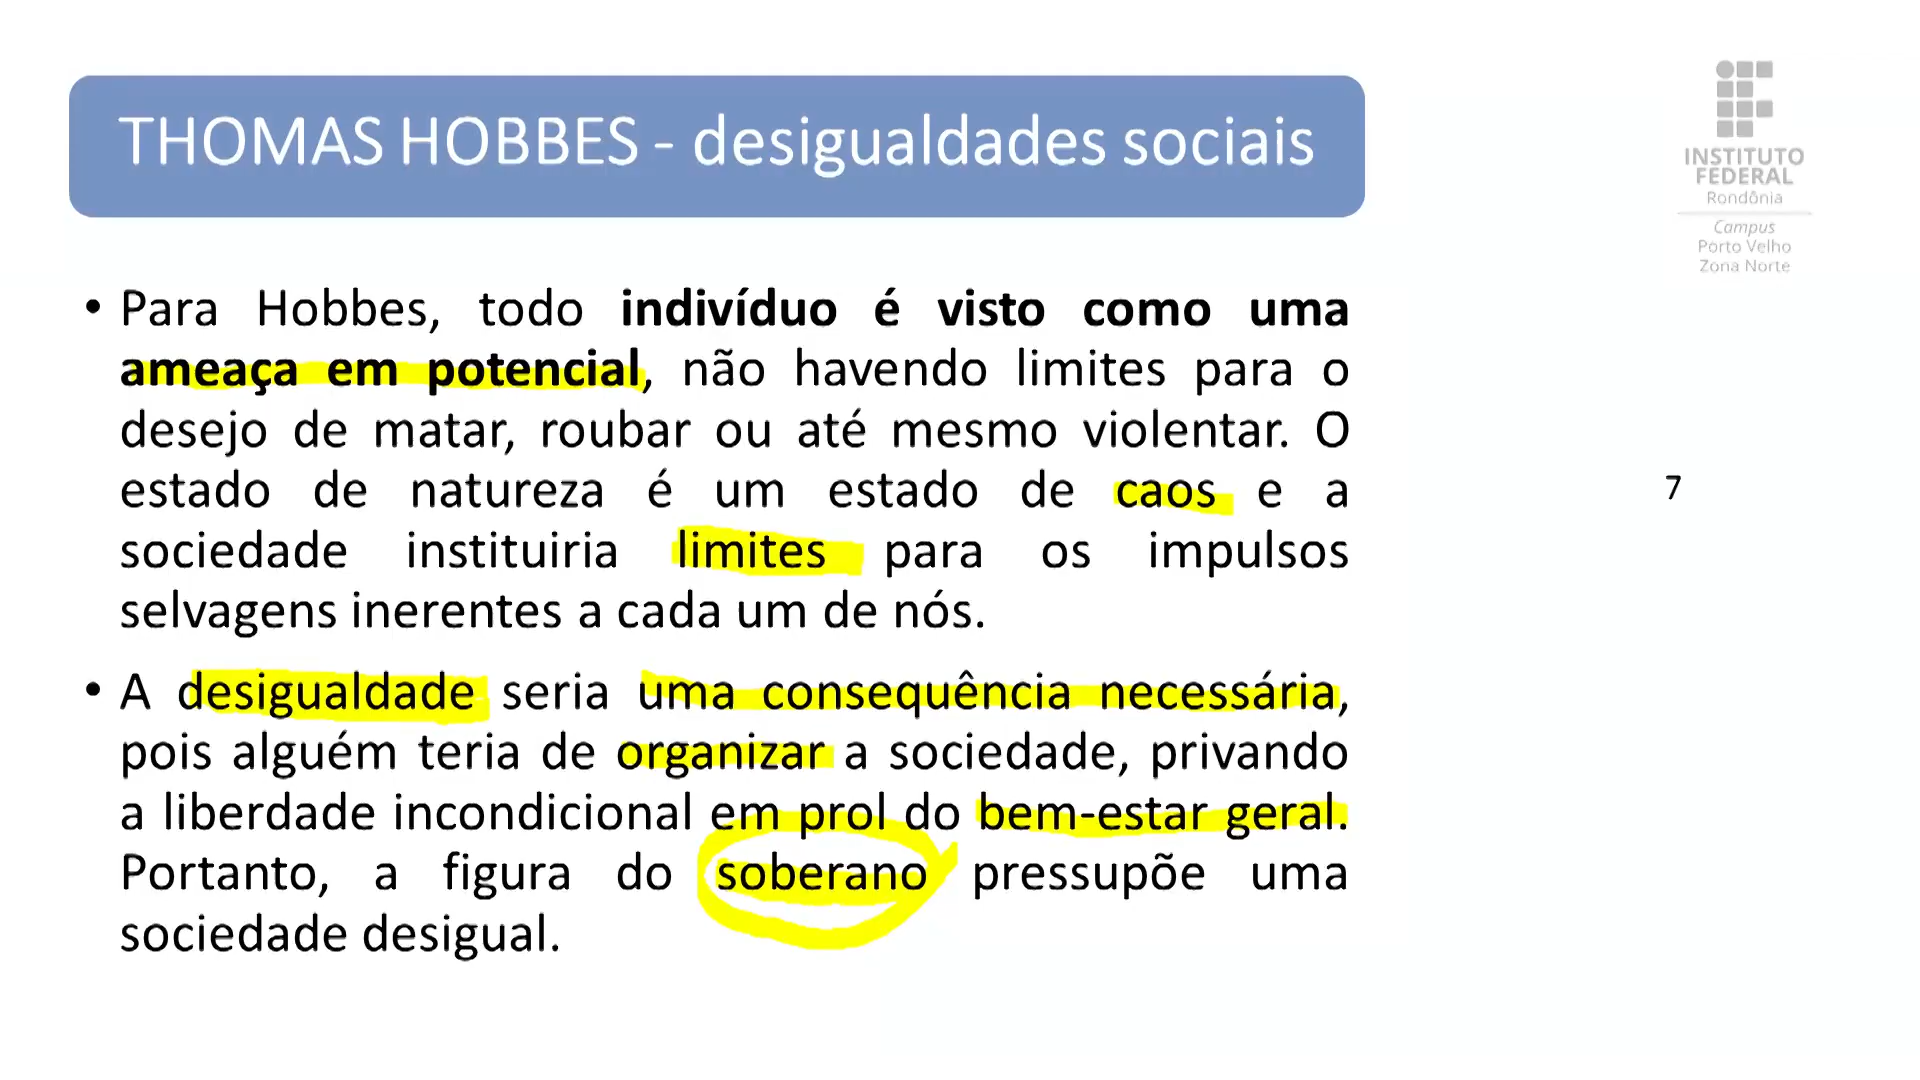 THOMAS HOBBES - desigualdades sociais
INSTITUTO
FEDERAL
Rondônia
Campus
Porto Velho
Zona Norte
• Para Hobbes, todo indivíduo é visto como uma
ameaça em potencial, não havendo limites para o
desejo de matar, roubar ou até mesmo violentar. O
estado de natureza é um estado de caos e a
sociedade instituiria limites para os impulsos
selvagens inerentes a cada um de nós.
• A desigualdade seria uma consequência necessária,
pois alguém teria de organizar a sociedade, privando
a liberdade incondicional em prol do bem-estar geral.
Portanto, a figura do soberano pressupõe uma
sociedade desigual.
7